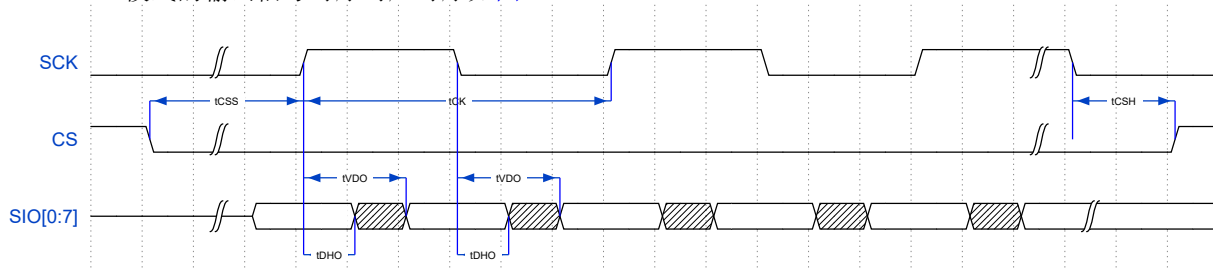 SCK
tCSS
tCK
tCSH
CS
tVDO
tVDO
SIO[0:7]
tDHO
tDHO